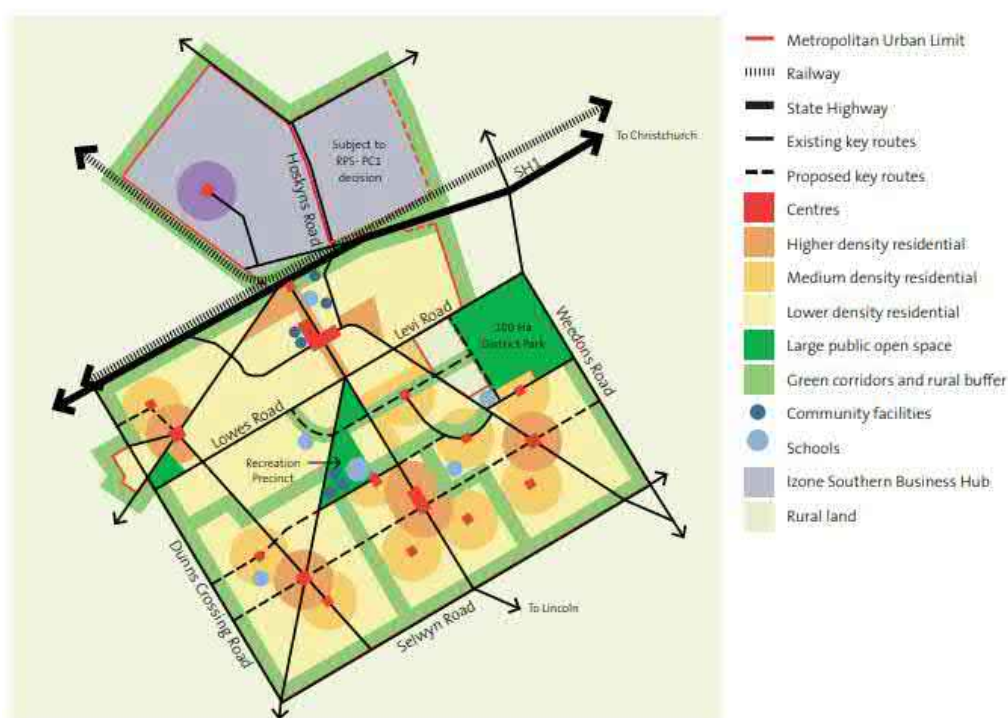 Subject to
RPS- PC1
decision
Hoskyns Road
SH1
To Christchurch
Levi Road
100 Ha
District Park
Weedons Road
Lowes Road
Recreation
Precinct
Dunns Crossing Road
Selwyn Road
To Lincoln
Metropolitan Urban Limit
Railway
State Highway
Existing key routes
Proposed key routes
Centres
Higher density residential
Medium density residential
Lower density residential
Large public open space
Green corridors and rural buffer
Community facilities
Schools
Izone Southern Business Hub
Rural land